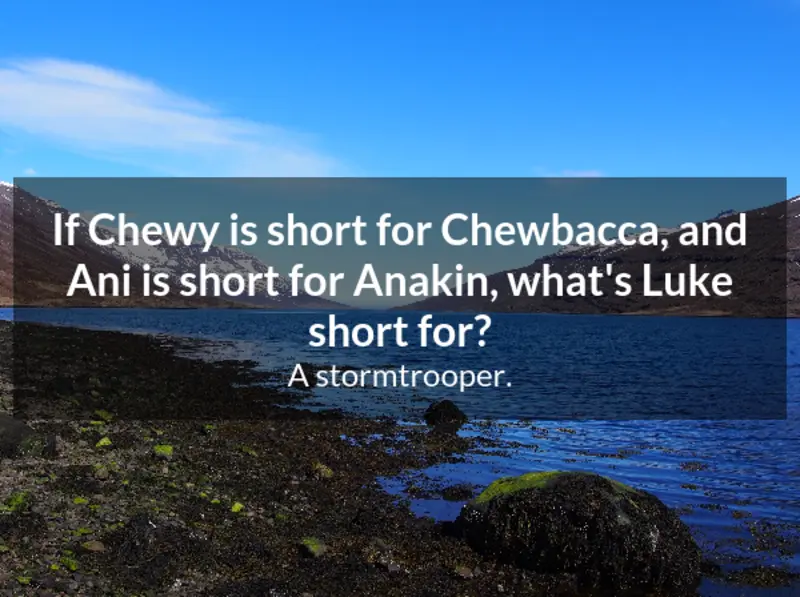 If Chewy is short for Chewbacca, and
Ani is short for Anakin, what's Luke
short for?
A stormtrooper.